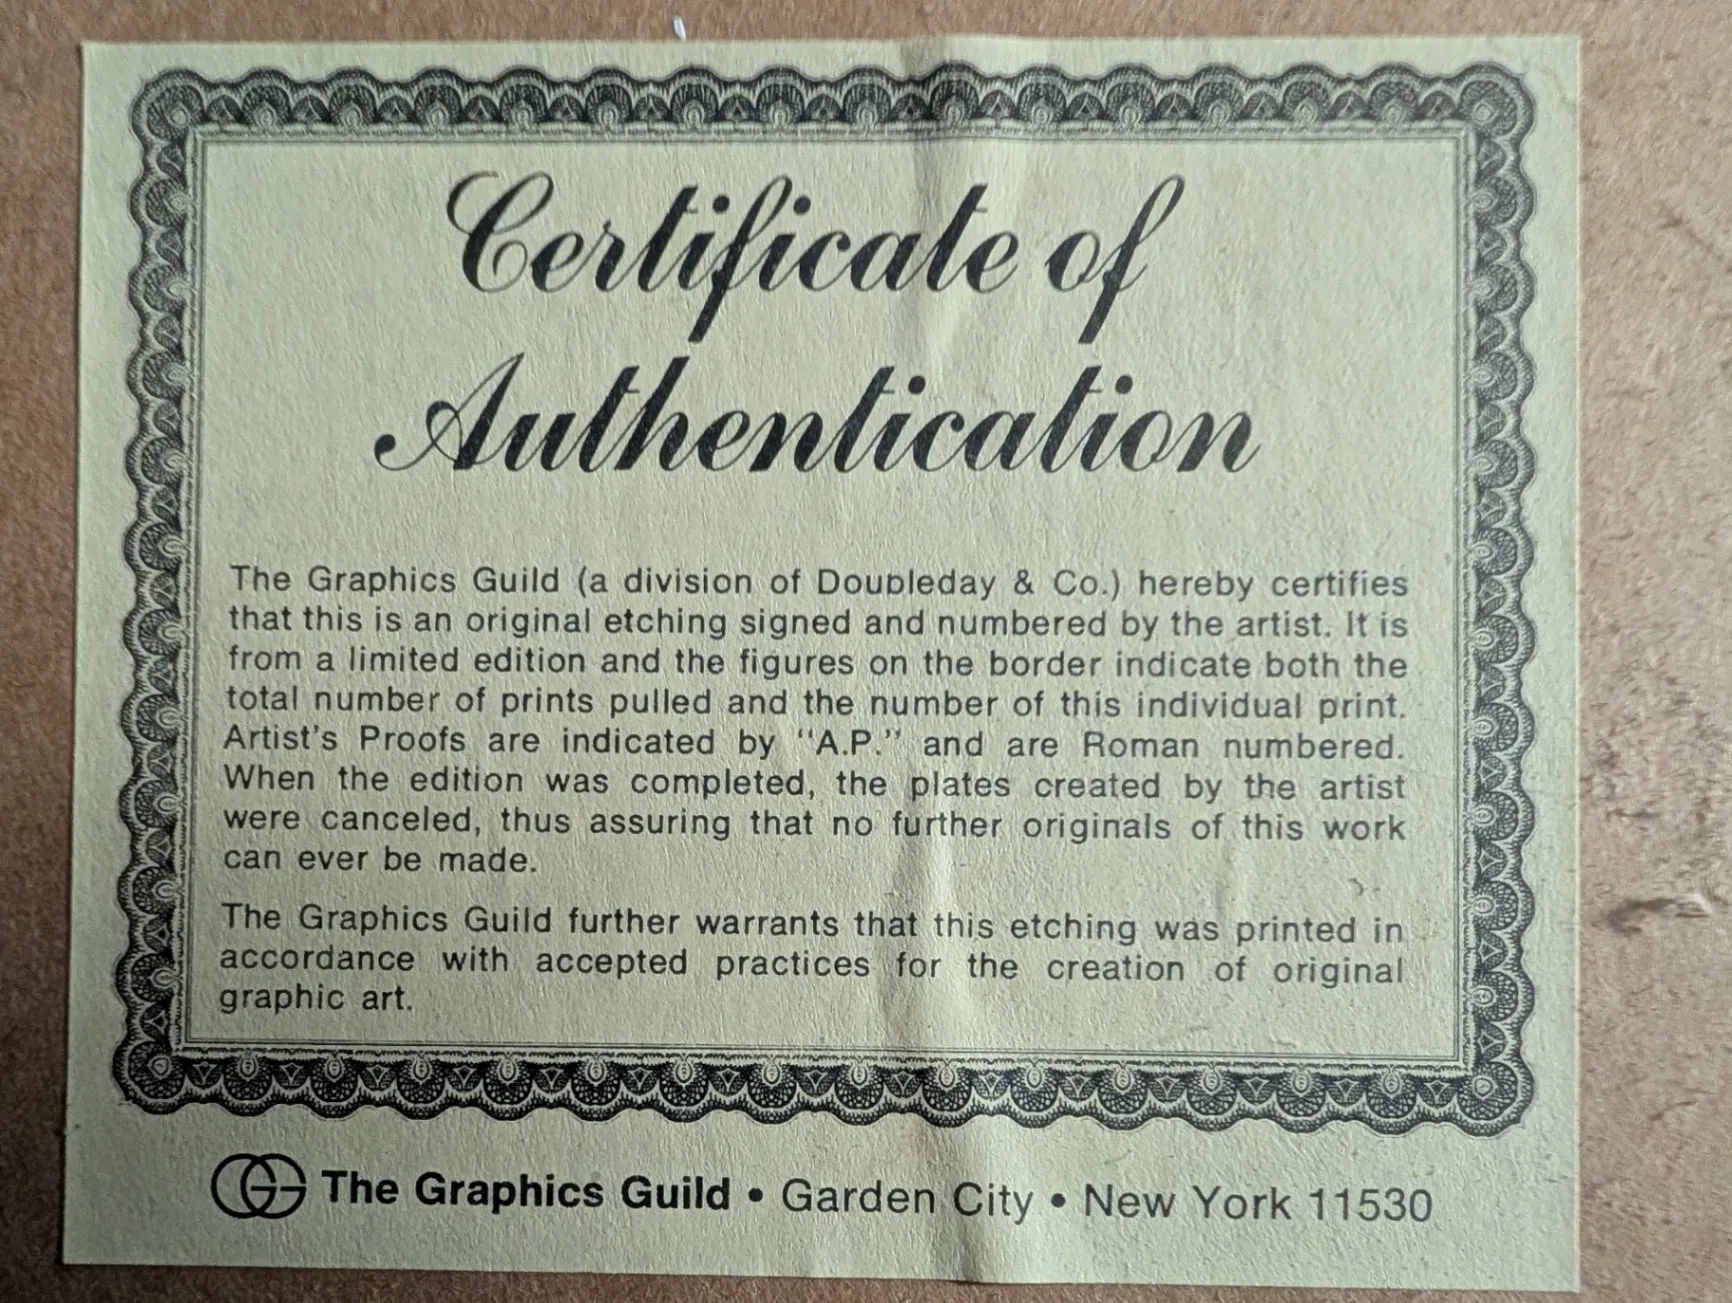 Certificate of
Authentication
The Graphics Guild (a division of Doubleday & Co.) hereby certifies
that this is an original etching signed and numbered by the artist. It is
from a limited edition and the figures on the border indicate both the
total number of prints pulled and the number of this individual print.
Artist's Proofs are indicated by "A.P." and are Roman numbered.
When the edition was completed, the plates created by the artist
were canceled, thus assuring that no further originals of this work
can ever be made.
The Graphics Guild further warrants that this etching was printed in
accordance with accepted practices for the creation of original
graphic art.
GG The Graphics Guild • Garden City • New York 11530